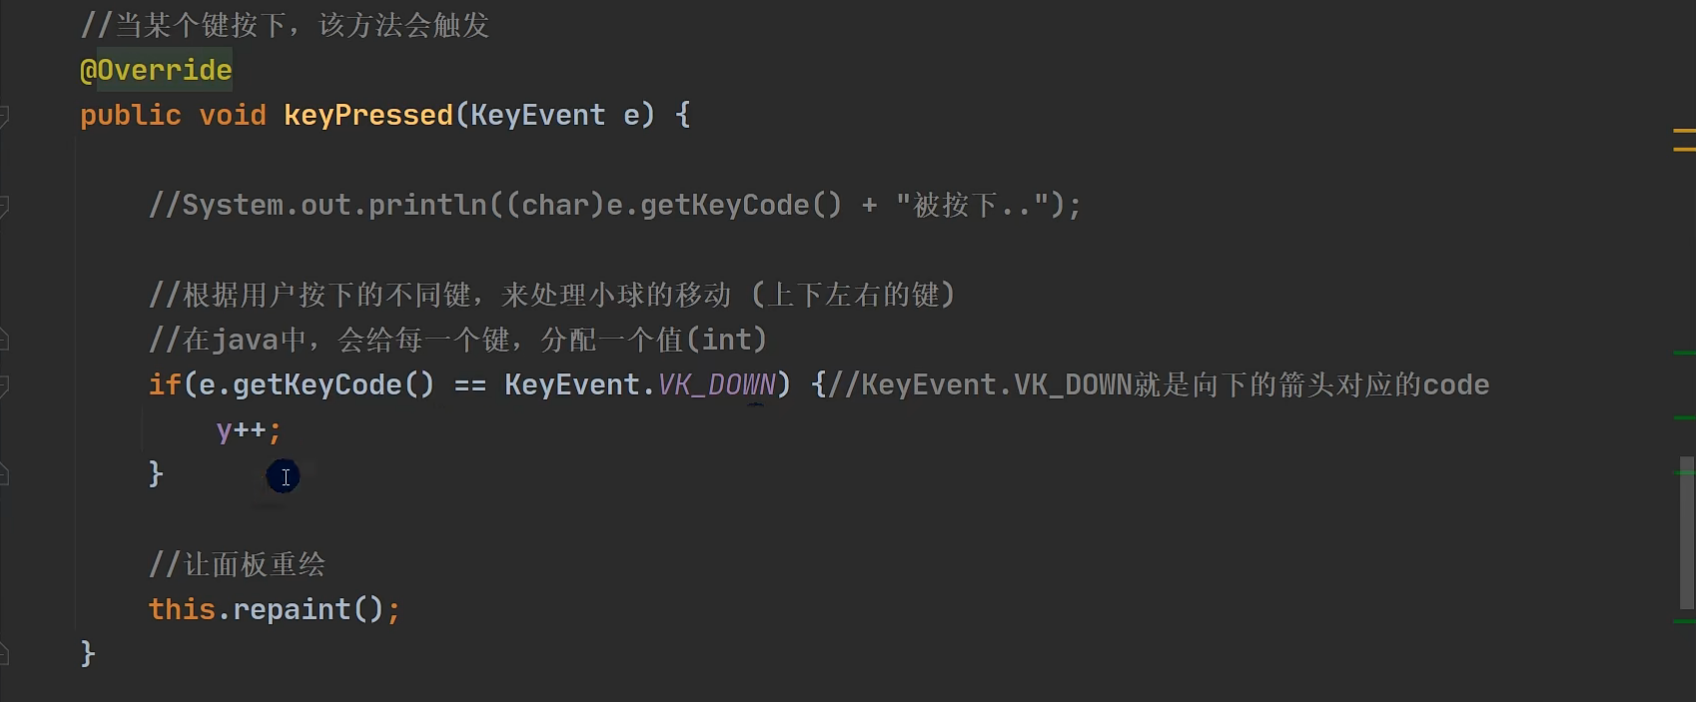 //当某个键按下，该方法会触发
@Override
public void keyPressed(KeyEvent e) {
//System.out.println((char)e.getKeyCode() + "被按下..");
//根据用户按下的不同键，来处理小球的移动 (上下左右的键)
//在java中，会给每一个键，分配一个值(int)
if(e.getKeyCode() == KeyEvent.VK_DOWN) {//KeyEvent.VK_DOWN就是向下的箭头对应的code
y++;
}
//让面板重绘
this.repaint();
}